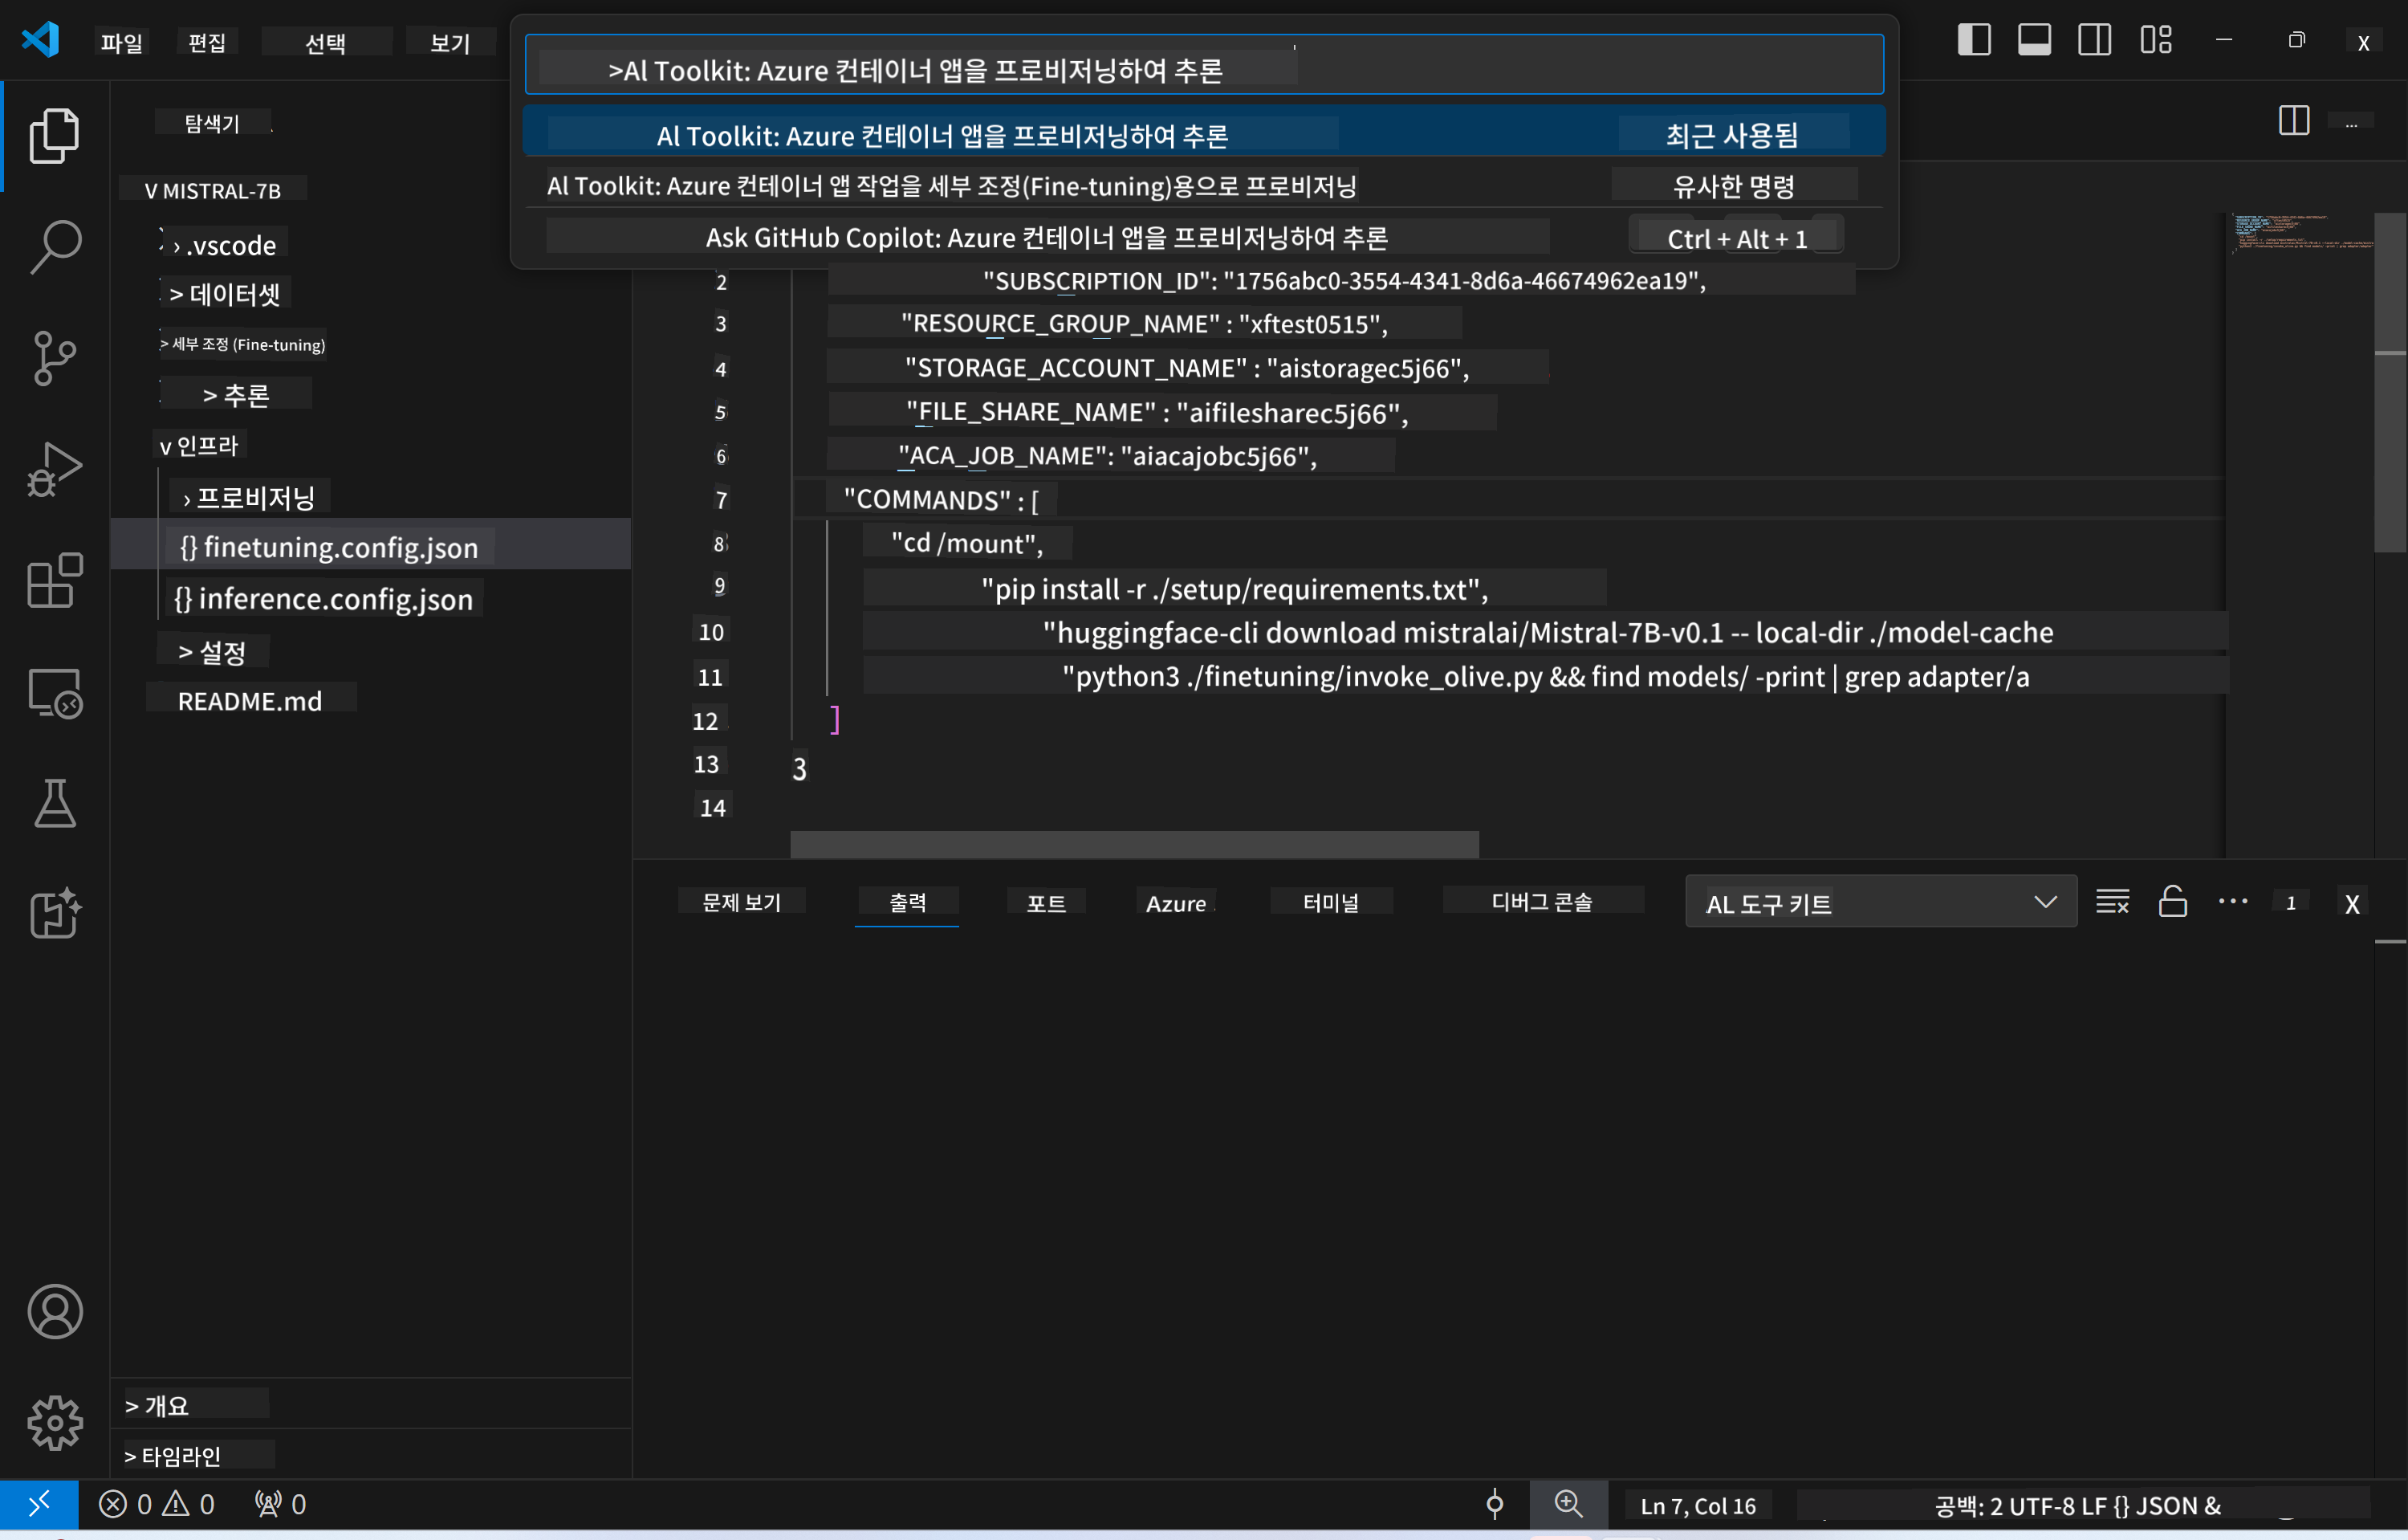 파일 편집 선택 보기
>Al Toolkit: Azure 컨테이너 앱을 프로비저닝하여 추론
X
Al Toolkit: Azure 컨테이너 앱을 프로비저닝하여 추론 최근 사용됨
Al Toolkit: Azure 컨테이너 앱 작업을 세부 조정(Fine-tuning)용으로 프로비저닝 유사한 명령
Ask GitHub Copilot: Azure 컨테이너 앱을 프로비저닝하여 추론 Ctrl + Alt + 1
...
탐색기
V MISTRAL-7B
› .vscode
> 데이터셋
> 세부 조정 (Fine-tuning)
> 추론
v 인프라
› 프로비저닝
{} finetuning.config.json
{} inference.config.json
> 설정
README.md
> 개요
> 타임라인
2 "SUBSCRIPTION_ID": "1756abc0-3554-4341-8d6a-46674962ea19",
3 "RESOURCE_GROUP_NAME" : "xftest0515",
4 "STORAGE_ACCOUNT_NAME" : "aistoragec5j66",
5 "FILE_SHARE_NAME" : "aifilesharec5j66",
6 "ACA_JOB_NAME": "aiacajobc5j66",
7 "COMMANDS" : [
8 "cd /mount",
9 "pip install -r ./setup/requirements.txt",
10 "huggingface-cli download mistralai/Mistral-7B-v0.1 -- local-dir ./model-cache
11 "python3 ./finetuning/invoke_olive.py && find models/ -print | grep adapter/a
12 ]
13 3
14
문제 보기 출력 포트 Azure 터미널 디버그 콘솔 AL 도구 키트 ... 1 X
0 0 0 Ln 7, Col 16 공백: 2 UTF-8 LF {} JSON &